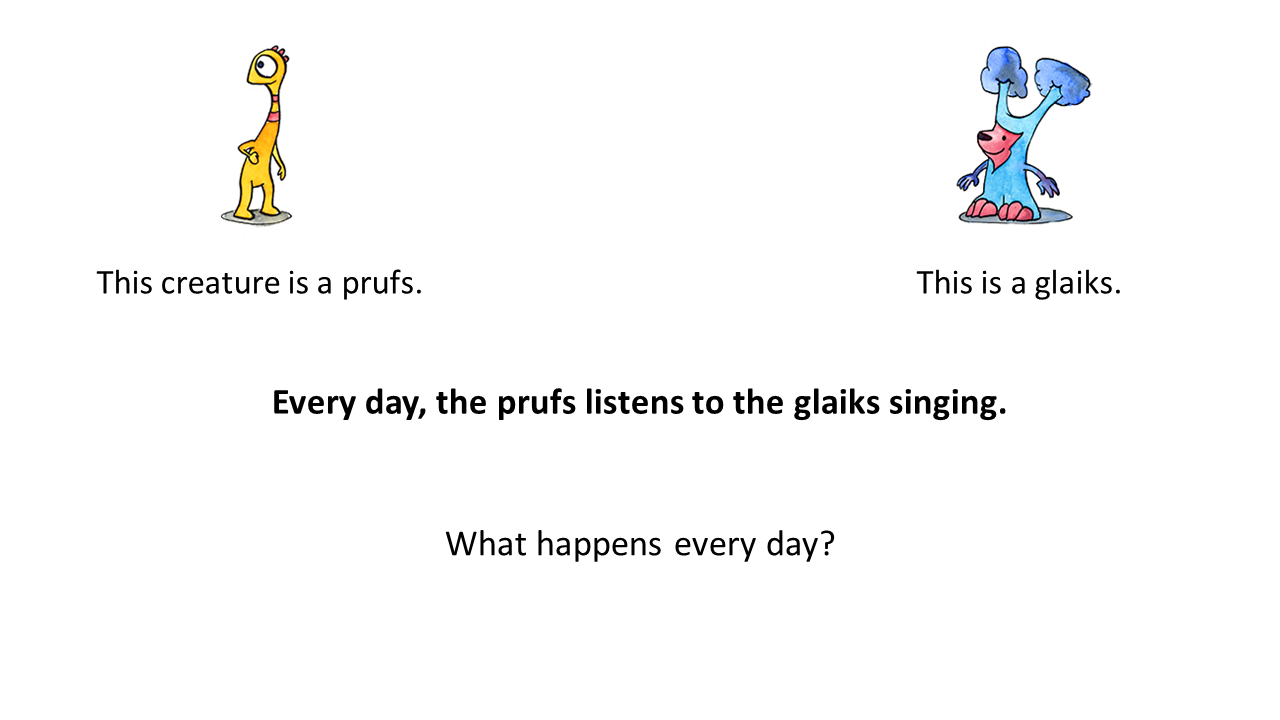 This creature is a prufs.
This is a glaiks.
Every day, the prufs listens to the glaiks singing.
What happens every day?